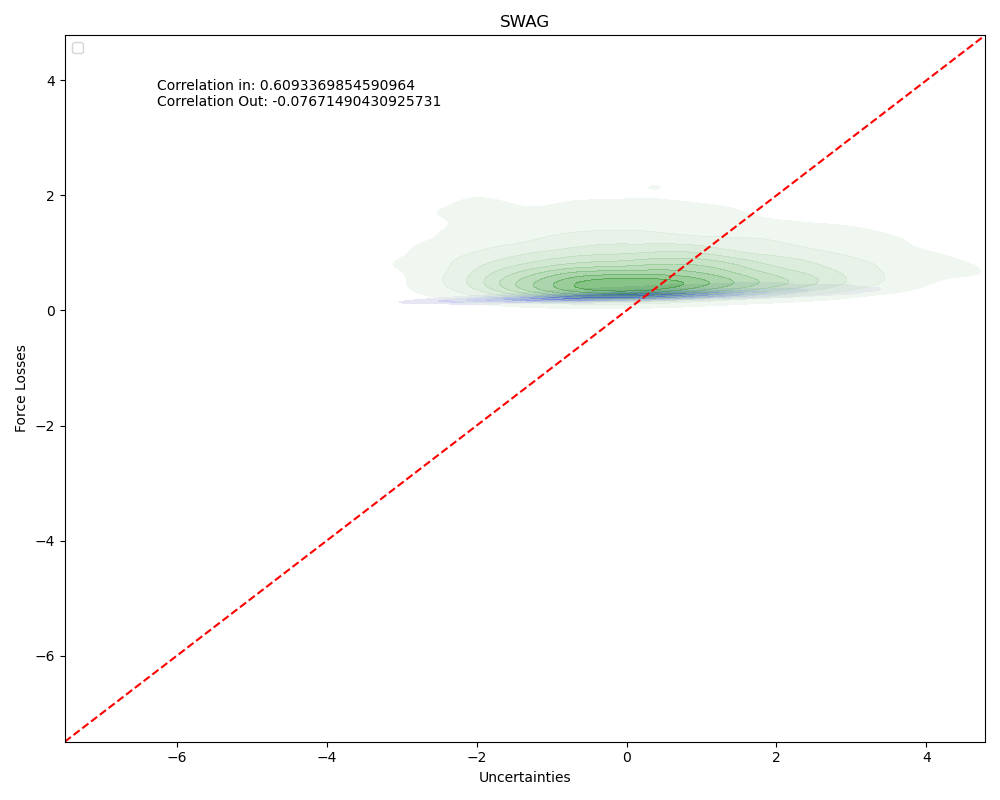 SWAG
Correlation in: 0.6093369854590964
Correlation Out: -0.07671490430925731
4
2
0
−2
−4
−6
Force Losses
−6
−4
−2
0
2
4
Uncertainties